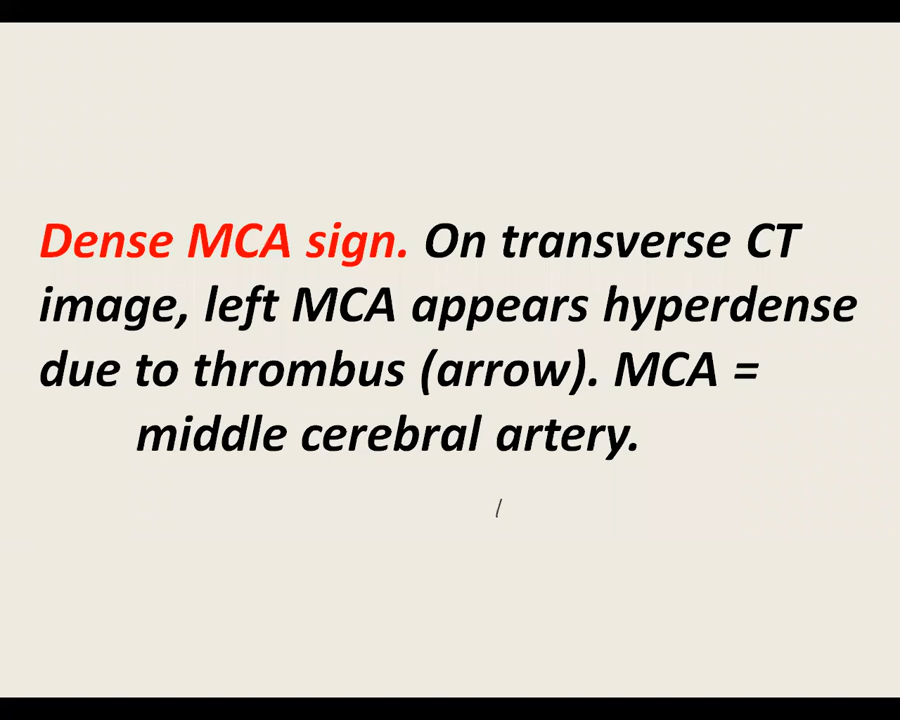 Dense MCA sign. On transverse CT
image, left MCA appears hyperdense
due to thrombus (arrow). MCA =
middle cerebral artery.